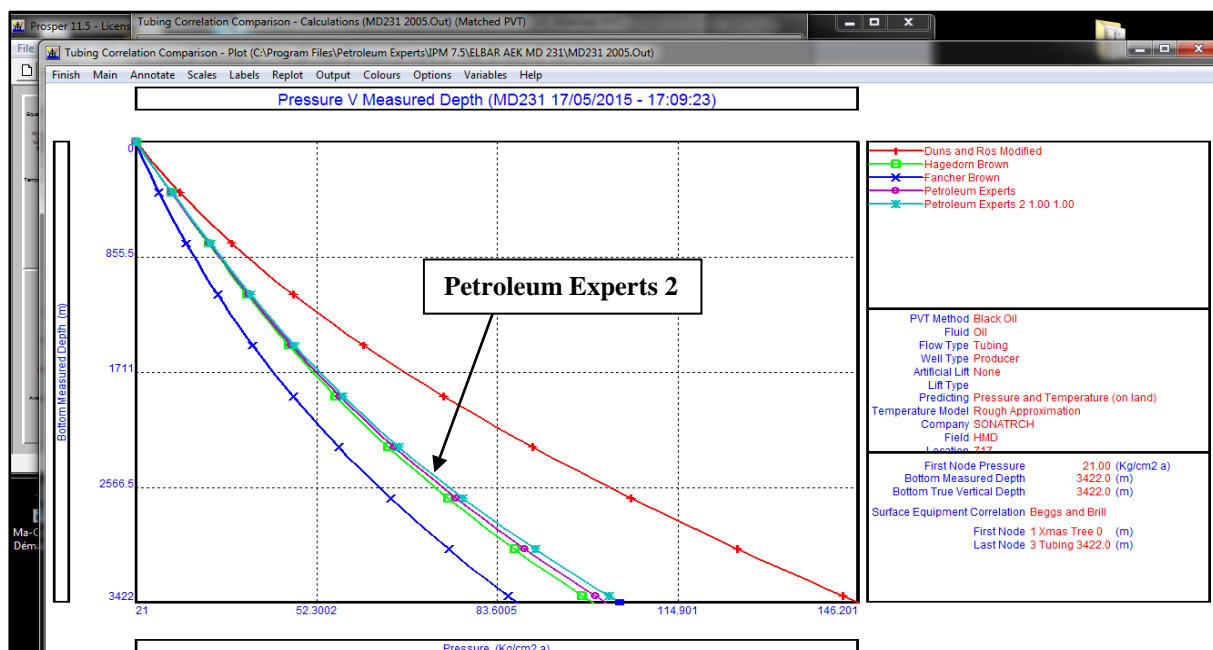 Prosper 11.5 - Licens
Tubing Correlation Comparison - Calculations (MD231 2005.Out) (Matched PVT)
File
Tubing Correlation Comparison - Plot (C:\Program Files\Petroleum Experts\IPM 7.5\ELBAR AEK MD 231\MD231 2005.Out)
Finish Main Annotate Scales Labels Replot Output Colours Options Variables Help
Pressure V Measured Depth (MD231 17/05/2015 - 17:09:23)
0
855.5
1711
2566.5
3422
Bottom Measured Depth (m)
Petroleum Experts 2
21 52.3002 83.6005 114.901 146.201
Pressure (Kg/cm2 a)
Duns and Ros Modified
Hagedorn Brown
Fancher Brown
Petroleum Experts
Petroleum Experts 2 1.00 1.00
PVT Method Black Oil
Fluid Oil
Flow Type Tubing
Well Type Producer
Artificial Lift None
Lift Type
Predicting Pressure and Temperature (on land)
Temperature Model Rough Approximation
Company SONATRCH
Field HMD
Location Z17
First Node Pressure 21.00 (Kg/cm2 a)
Bottom Measured Depth 3422.0 (m)
Bottom True Vertical Depth 3422.0 (m)
Surface Equipment Correlation Beggs and Brill
First Node 1 Xmas Tree 0 (m)
Last Node 3 Tubing 3422.0 (m)
Ma-C
Déma